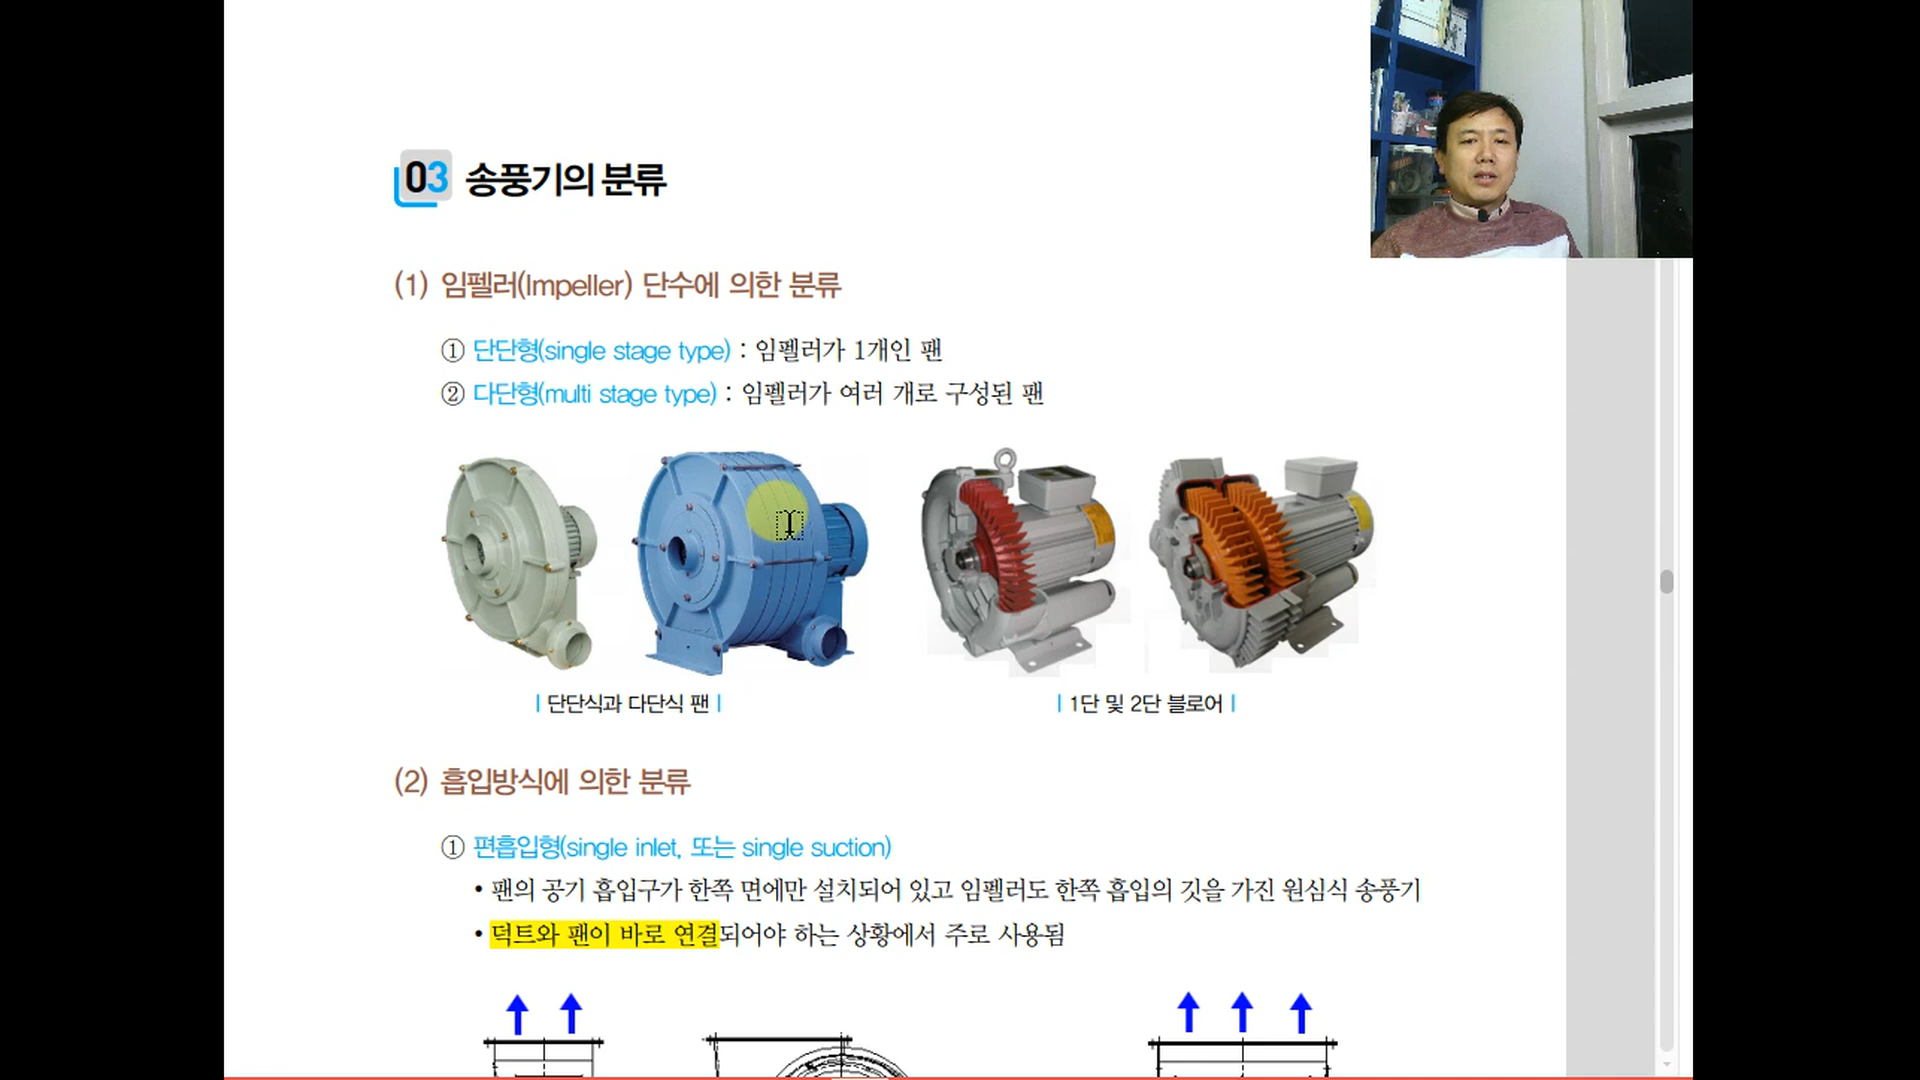 03 송풍기의 분류
(1) 임펠러(Impeller) 단수에 의한 분류
① 단단형(single stage type) : 임펠러가 1개인 팬
② 다단형(multi stage type) : 임펠러가 여러 개로 구성된 팬
| 단단식과 다단식 팬 |
| 1단 및 2단 블로어 |
(2) 흡입방식에 의한 분류
① 편흡입형(single inlet, 또는 single suction)
• 팬의 공기 흡입구가 한쪽 면에만 설치되어 있고 임펠러도 한쪽 흡입의 깃을 가진 원심식 송풍기
• 덕트와 팬이 바로 연결되어야 하는 상황에서 주로 사용됨